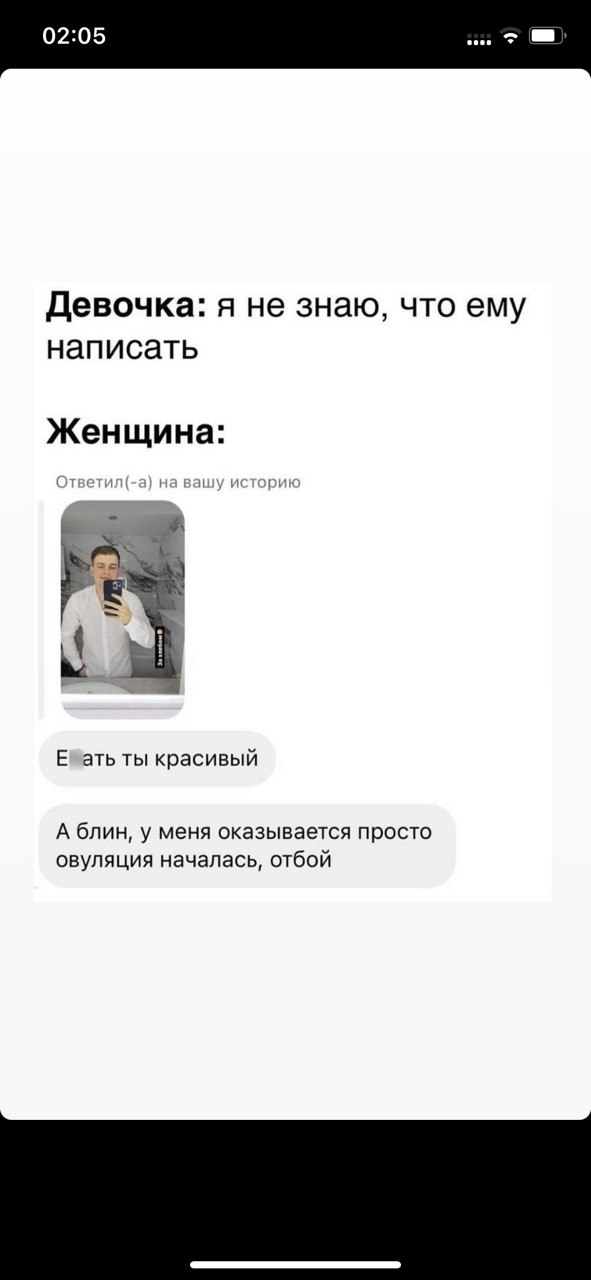 02:05
Девочка: я не знаю, что ему
написать
Женщина:
Ответил(-а) на вашу историю
За хлебом
Е ать ты красивый
А блин, у меня оказывается просто
овуляция началась, отбой